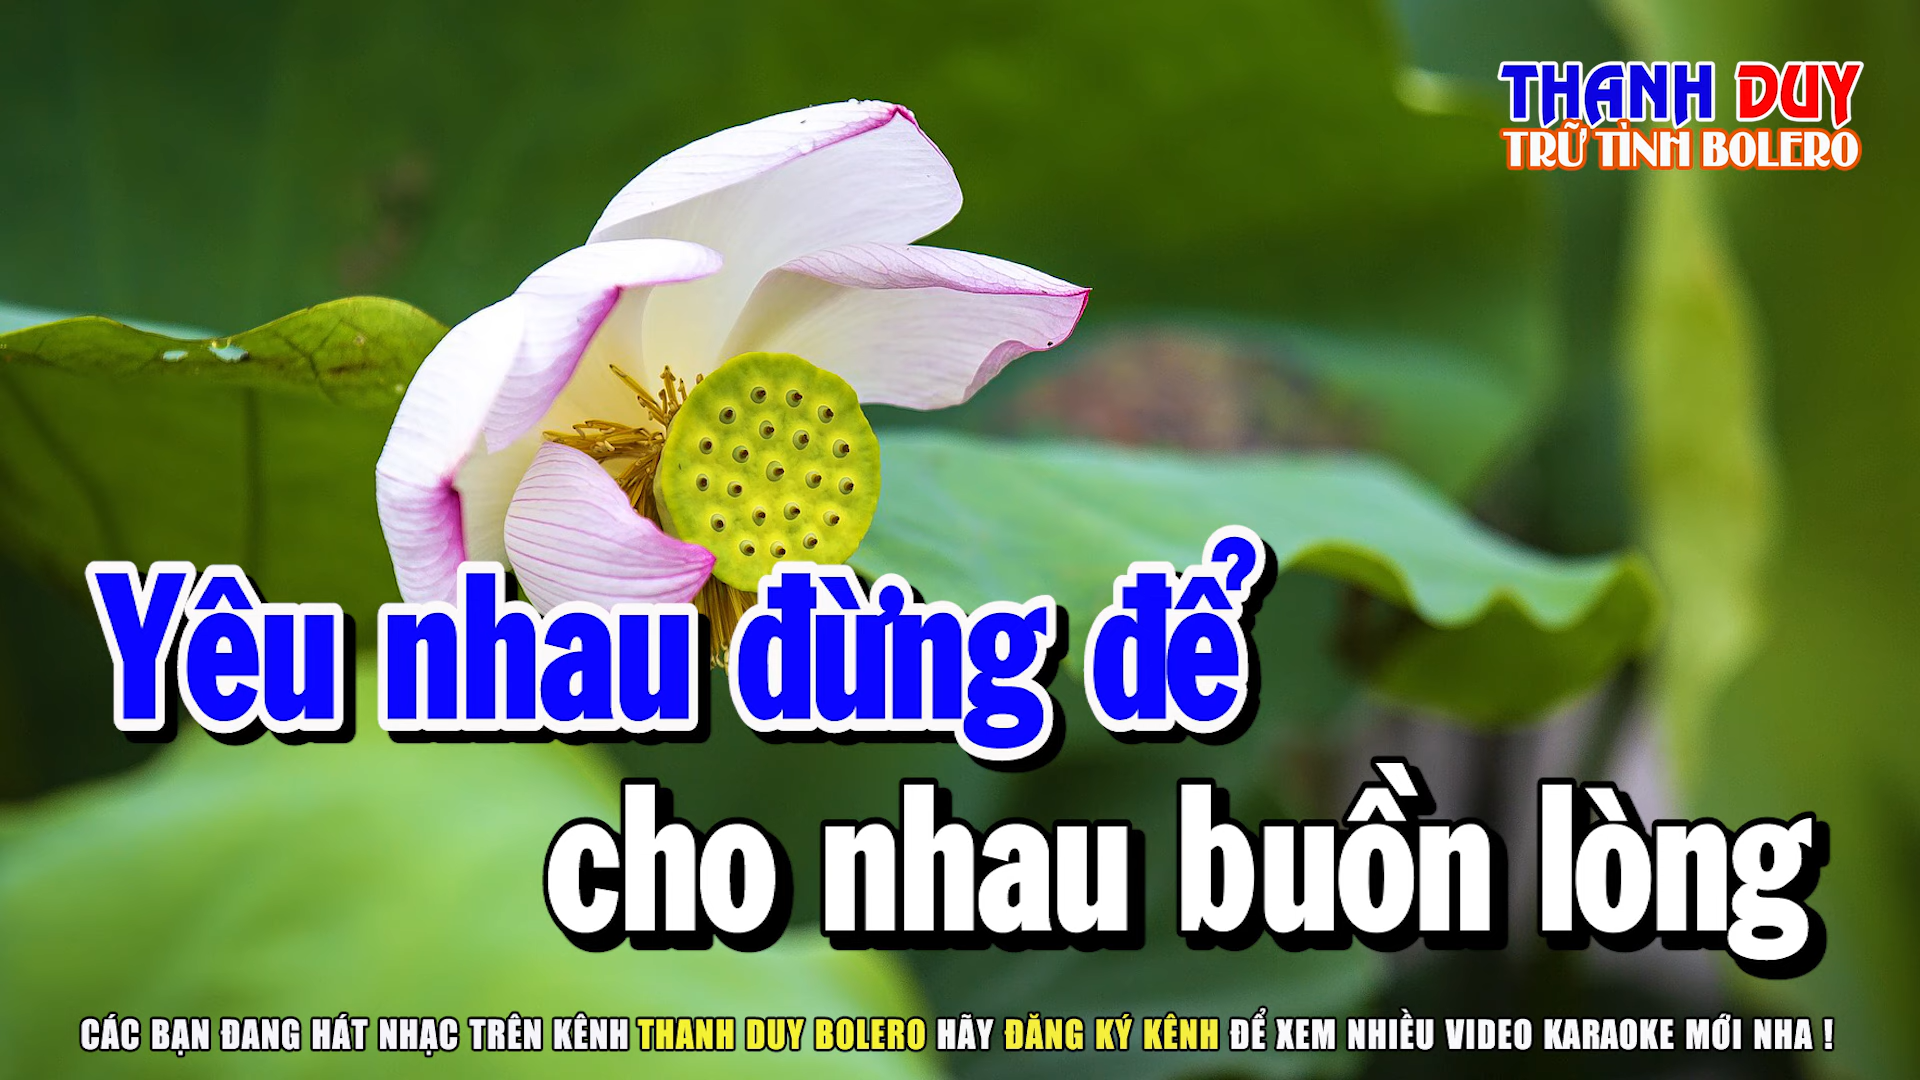 THANH DUY
TRỮ TÌNH BOLERO
Yêu nhau đừng để
cho nhau buồn lòng
CÁC BẠN ĐANG HÁT NHẠC TRÊN KÊNH THANH DUY BOLERO HÃY ĐĂNG KÝ KÊNH ĐỂ XEM NHIỀU VIDEO KARAOKE MỚI NHA !